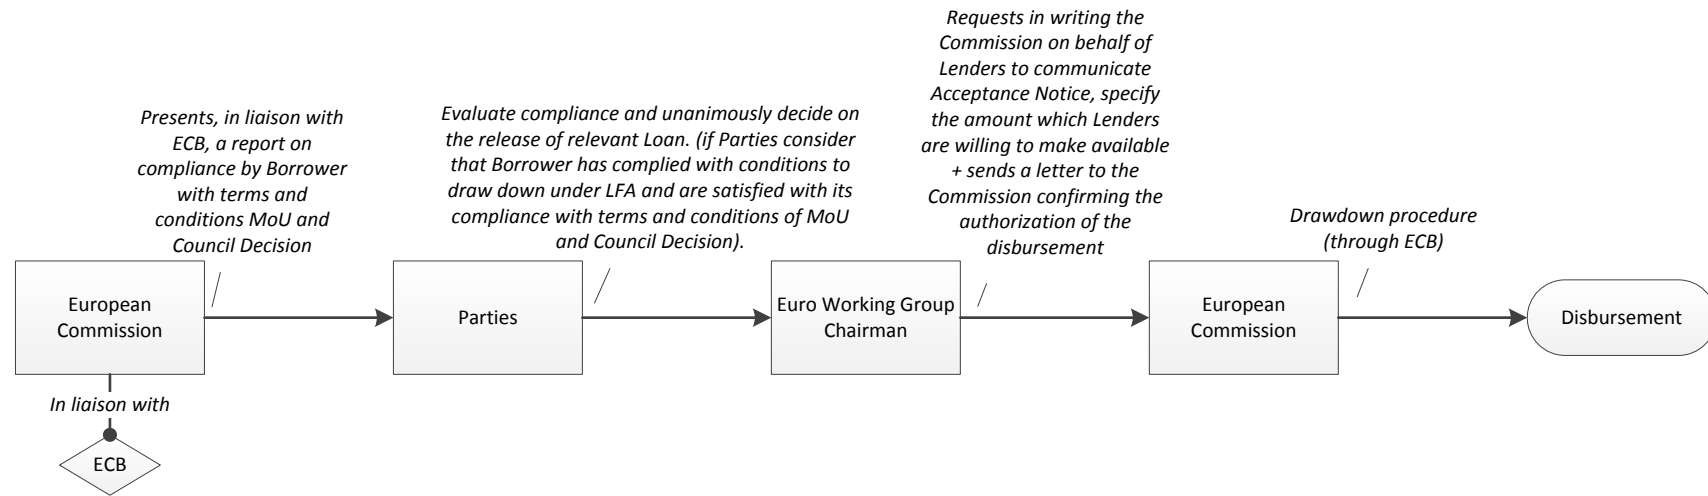 Presents, in liaison with
ECB, a report on
compliance by Borrower
with terms and
conditions MoU and
Council Decision
Evaluate compliance and unanimously decide on
the release of relevant Loan. (if Parties consider
that Borrower has complied with conditions to
draw down under LFA and are satisfied with its
compliance with terms and conditions of MoU
and Council Decision).
Requests in writing the
Commission on behalf of
Lenders to communicate
Acceptance Notice, specify
the amount which Lenders
are willing to make available
+ sends a letter to the
Commission confirming the
authorization of the
disbursement
Drawdown procedure
(through ECB)
European
Commission
Parties
Euro Working Group
Chairman
European
Commission
Disbursement
In liaison with
ECB